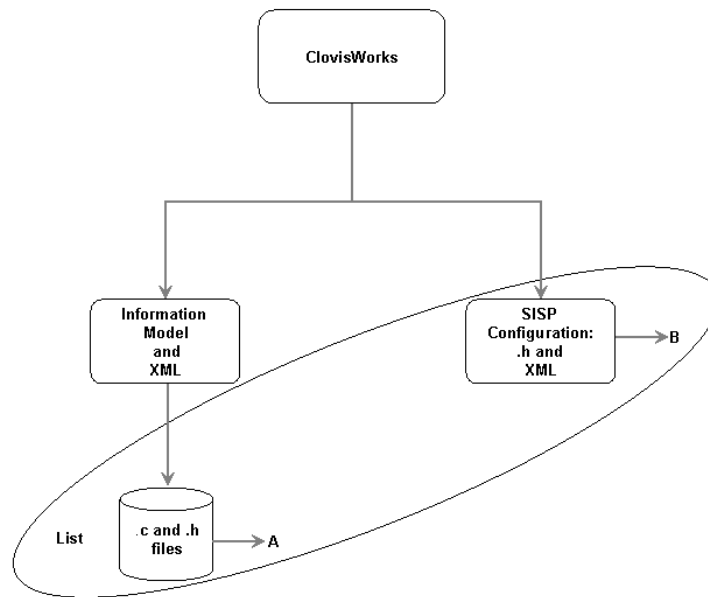 ClovisWorks
Information
Model
and
XML
SISP
Configuration:
.h and
XML
B
List
.c and .h
files
A